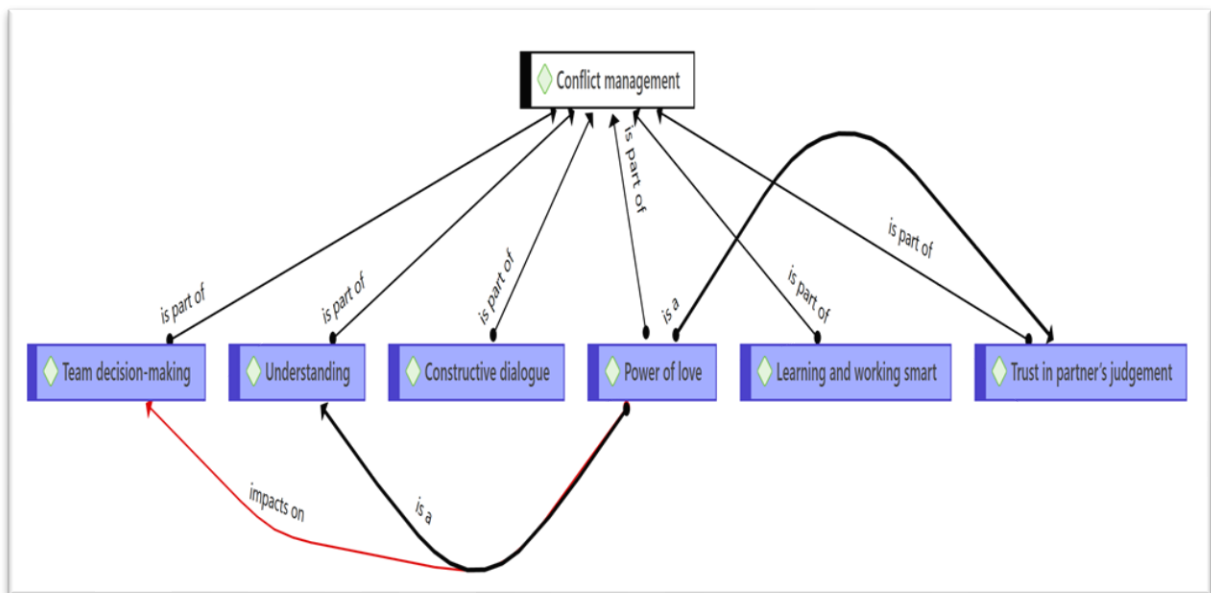 Conflict management
is part of
is part of
is part of
is part of
is a
is part of
is part of
Team decision-making
Understanding
Constructive dialogue
Power of love
Learning and working smart
Trust in partner's judgement
impacts on
is a